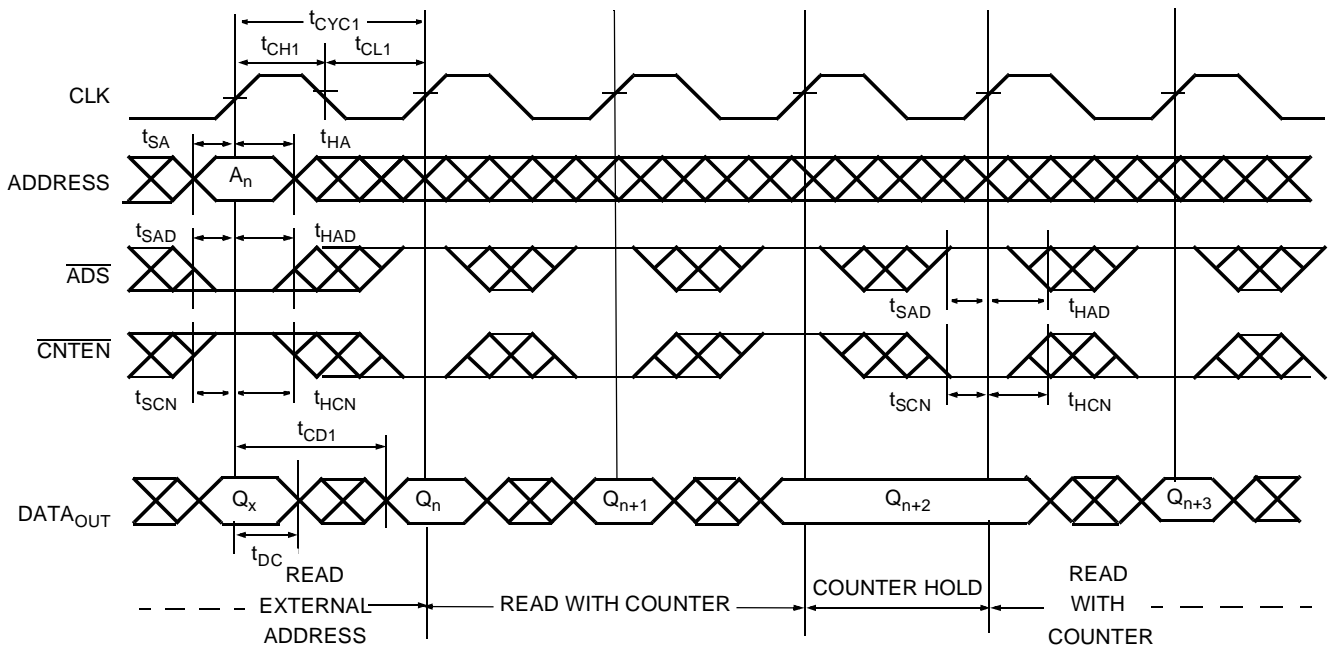 tCYC1
tCH1
tCL1
CLK
tSA
tHA
ADDRESS
An
tSAD
tHAD
ADS
tSAD
tHAD
CNTEN
tSCN
tHCN
tSCN
tHCN
tCD1
DATAOUT
Qx
Qn
Qn+1
Qn+2
Qn+3
tDC
READ
EXTERNAL
ADDRESS
READ WITH COUNTER
COUNTER HOLD
READ
WITH
COUNTER